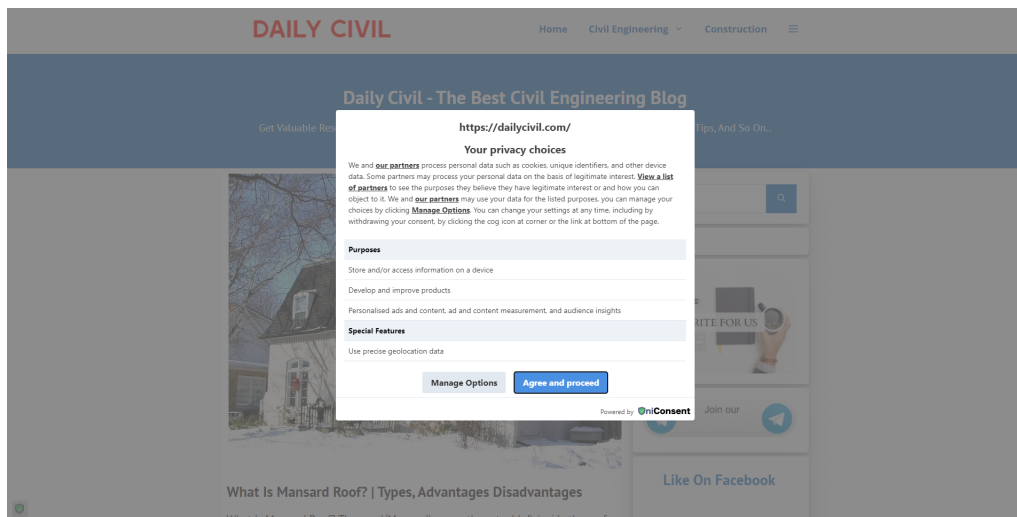 DAILY CIVIL
Home
Civil Engineering
Construction
Daily Civil - The Best Civil Engineering Blog
Get Valuable Res
Tips, And So On..
https://dailycivil.com/
Your privacy choices
We and our partners process personal data such as cookies, unique identifiers, and other device
data. Some partners may process your personal data on the basis of legitimate interest. View a list
of partners to see the purposes they believe they have legitimate interest or and how you can
object to it. We and our partners may use your data for the listed purposes, you can manage your
choices by clicking Manage Options. You can change your settings at any time, including by
withdrawing your consent, by clicking the cog icon at corner or the link at bottom of the page.
Purposes
Store and/or access information on a device
Develop and improve products
Personalised ads and content, ad and content measurement, and audience insights
Special Features
Use precise geolocation data
Manage Options
Agree and proceed
Powered by UniConsent
RITE FOR US
Join our
Like On Facebook
What Is Mansard Roof? | Types, Advantages Disadvantages